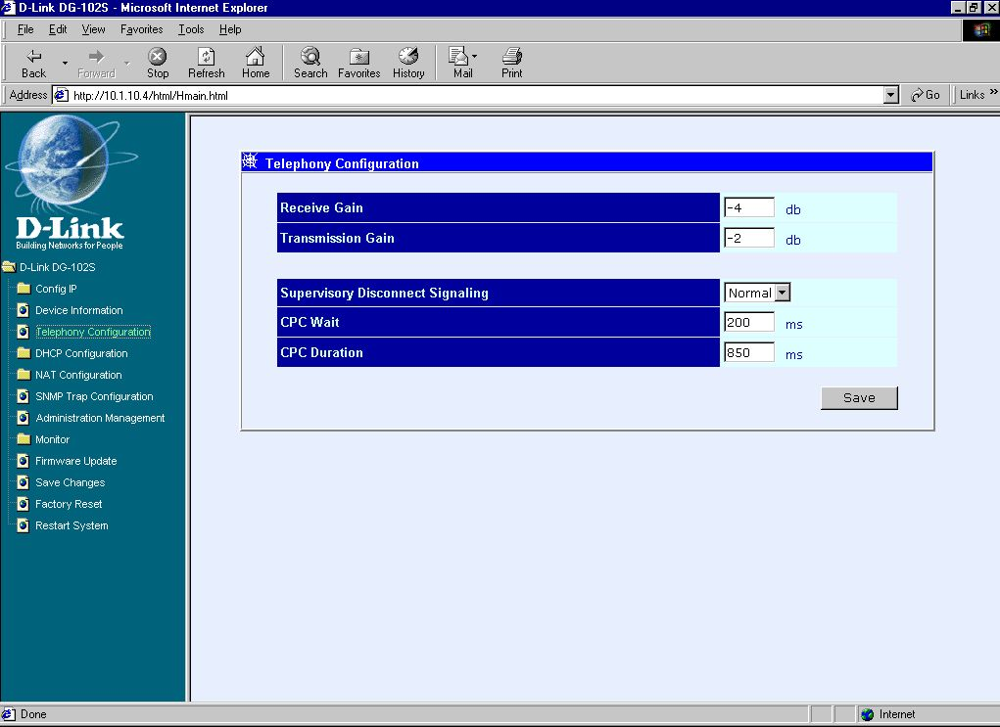 D-Link DG-102S - Microsoft Internet Explorer
File Edit View Favorites Tools Help
Back Forward Stop Refresh Home Search Favorites History Mail Print
Address http://10.1.10.4/html/Hmain.html Go Links »
D-Link
Building Networks for People
D-Link DG-102S
Config IP
Device Information
Telephony Configuration
DHCP Configuration
NAT Configuration
SNMP Trap Configuration
Administration Management
Monitor
Firmware Update
Save Changes
Factory Reset
Restart System
Telephony Configuration
Receive Gain -4 db
Transmission Gain -2 db
Supervisory Disconnect Signaling Normal
CPC Wait 200 ms
CPC Duration 850 ms
Save
Done Internet